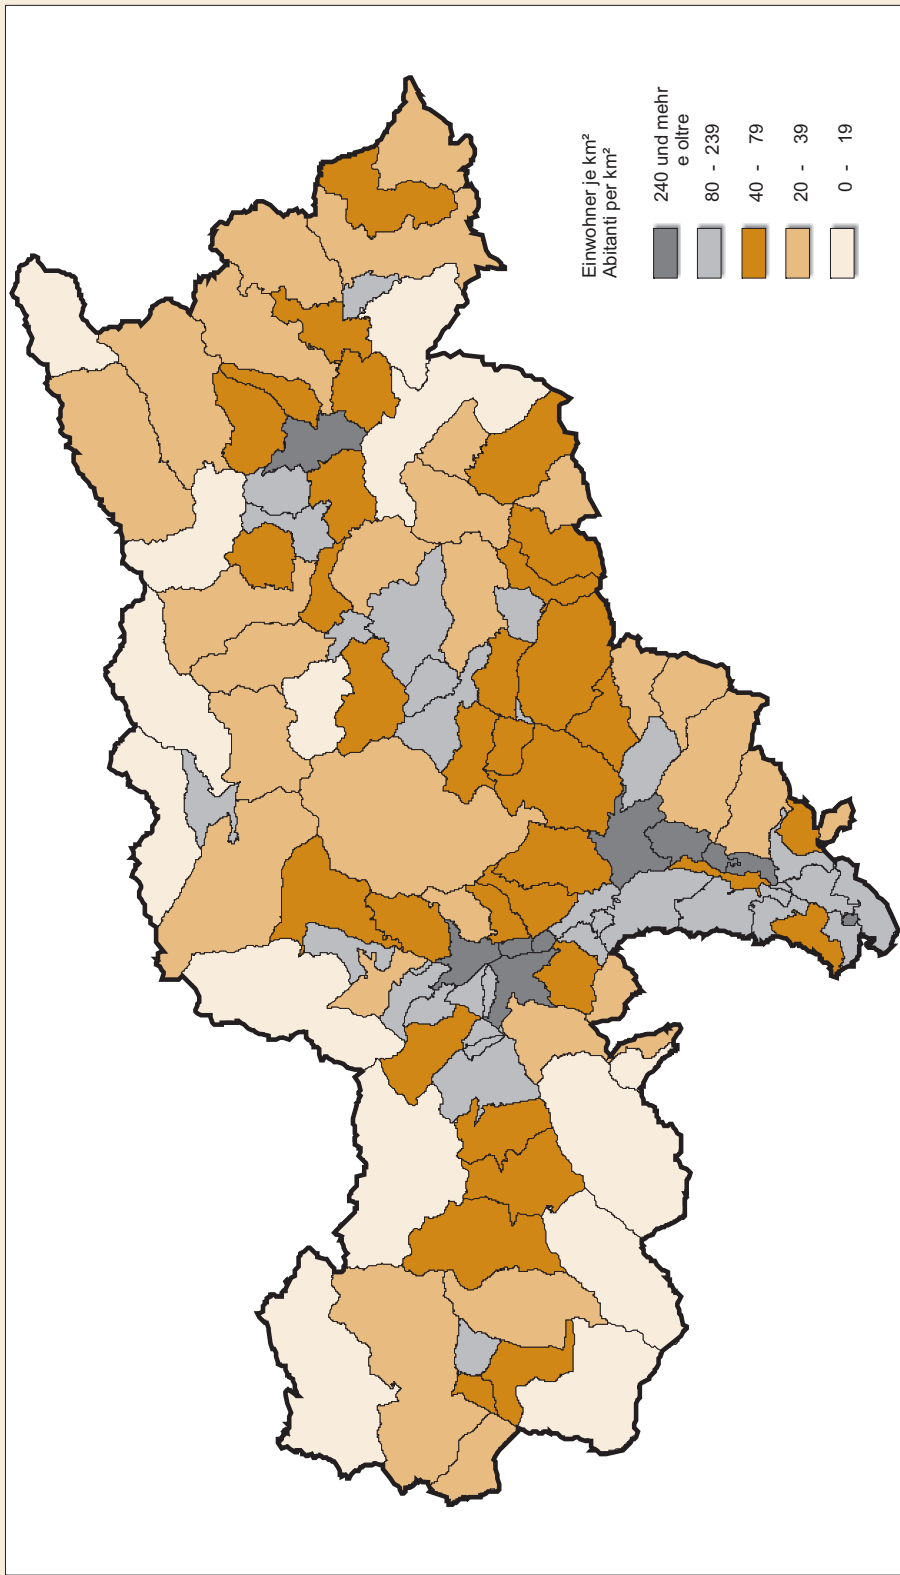 Einwohner je km²
Abitanti per km²
240 und mehr
e oltre
80 - 239
40 - 79
20 - 39
0 - 19